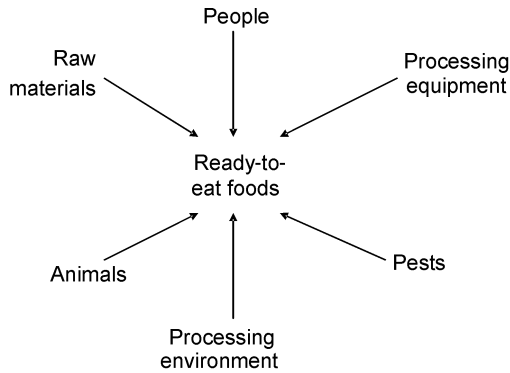 People
Raw
materials
Processing
equipment
Ready-to-
eat foods
Animals
Pests
Processing
environment